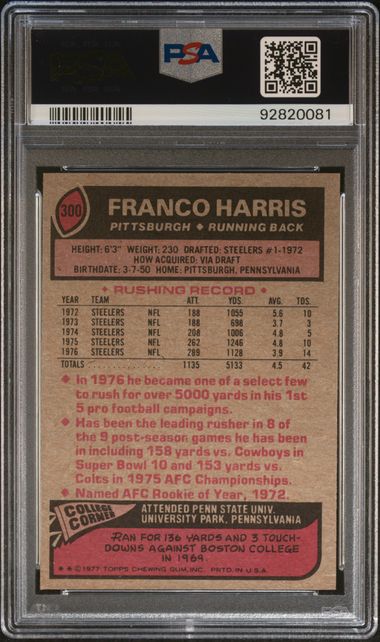 PSA
92820081
300
FRANCO HARRIS
PITTSBURGH ◆ RUNNING BACK
HEIGHT: 6'3" WEIGHT: 230 DRAFTED: STEELERS #1-1972
HOW ACQUIRED: VIA DRAFT
BIRTHDATE: 3-7-50 HOME: PITTSBURG, PENNSYLVANIA
◆ RUSHING RECORD ◆
YEAR TEAM ATT. YDS. AVG. TDS.
1972 STEELERS NFL 188 1055 5.6 10
1973 STEELERS NFL 188 698 3.7 3
1974 STEELERS NFL 208 1006 4.8 5
1975 STEELERS NFL 262 1246 4.8 10
1976 STEELERS NFL 289 1128 3.9 14
TOTALS 1135 5133 4.5 42
◆ In 1976 he became one of a select few
to rush for over 5000 yards in his 1st
5 pro football campaigns.
◆ Has been the leading rusher in 8 of
the 9 post-season games he has been
in including 158 yards vs. Cowboys in
Super Bowl 10 and 153 yards vs.
Colts in 1975 AFC Championships.
◆ Named AFC Rookie of Year, 1972.
COLLEGE
CORNER
ATTENDED PENN STATE UNIV.
UNIVERSITY PARK, PENNSYLVANIA
RAN FOR 136 YARDS AND 3 TOUCH-
DOWNS AGAINST BOSTON COLLEGE
IN 1969.
★ ★ © 1977 TOPPS CHEWING GUM, INC. PRTD. IN U.S.A.